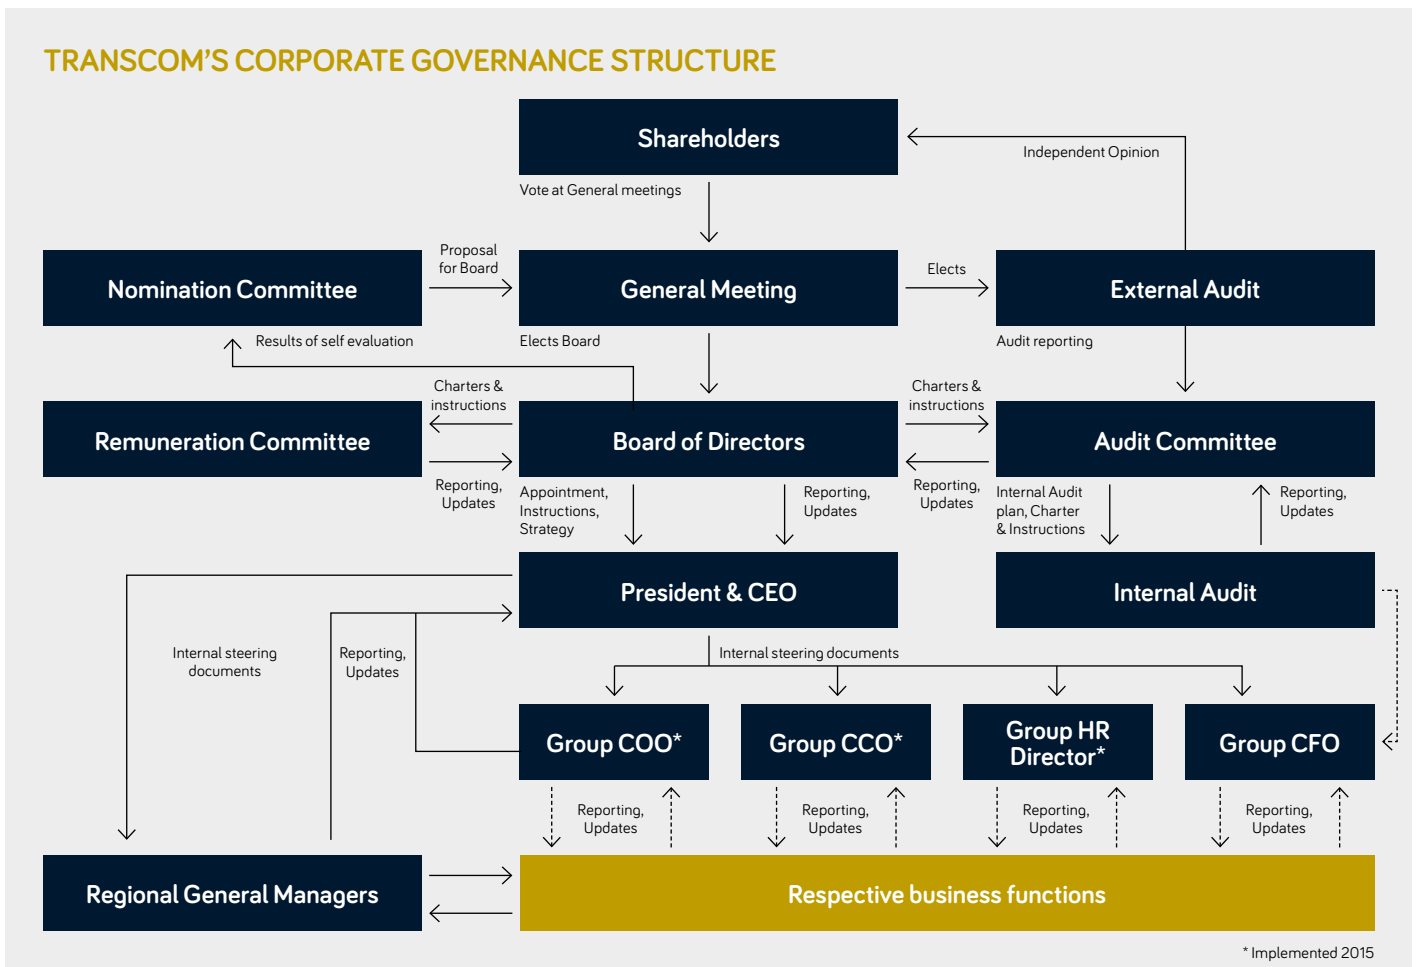 TRANSCOM'S CORPORATE GOVERNANCE STRUCTURE
Shareholders
Independent Opinion
Vote at General meetings
Proposal
for Board
Nomination Committee
General Meeting
Elects
External Audit
Results of self evaluation
Elects Board
Audit reporting
Charters &
instructions
Charters &
instructions
Remuneration Committee
Board of Directors
Audit Committee
Reporting,
Updates
Appointment,
Instructions,
Strategy
Reporting,
Updates
Reporting,
Updates
Internal Audit
plan, Charter
& Instructions
Reporting,
Updates
President & CEO
Internal Audit
Internal steering
documents
Reporting,
Updates
Internal steering documents
Group COO*
Group CCO*
Group HR
Director*
Group CFO
Reporting,
Updates
Reporting,
Updates
Reporting,
Updates
Reporting,
Updates
Regional General Managers
Respective business functions
* Implemented 2015